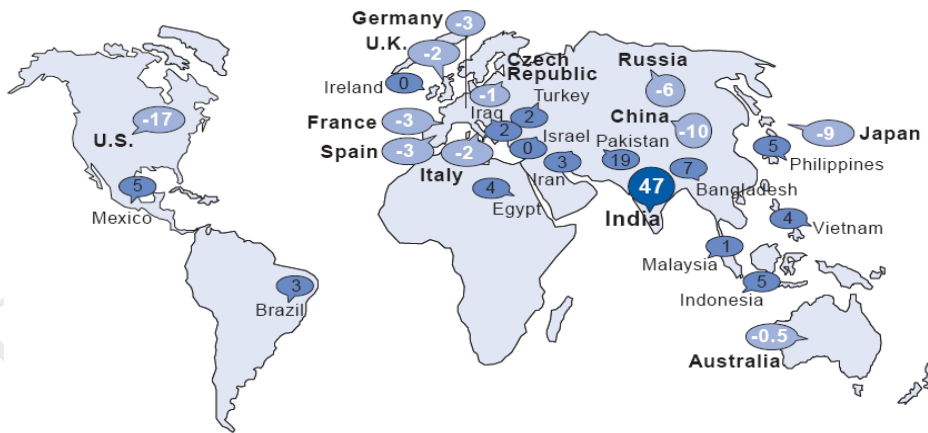 Germany
-3
U.K.
-2
Ireland
0
Czech
Republic
-1
Russia
-6
Turkey
2
Iraq
2
U.S.
-17
France
-3
Spain
-3
Italy
-2
Israel
0
Iran
3
Pakistan
19
China
-10
-9
Japan
5
Philippines
Mexico
5
Egypt
4
47
India
7
Bangladesh
4
Vietnam
1
Malaysia
5
Indonesia
3
Brazil
-0.5
Australia